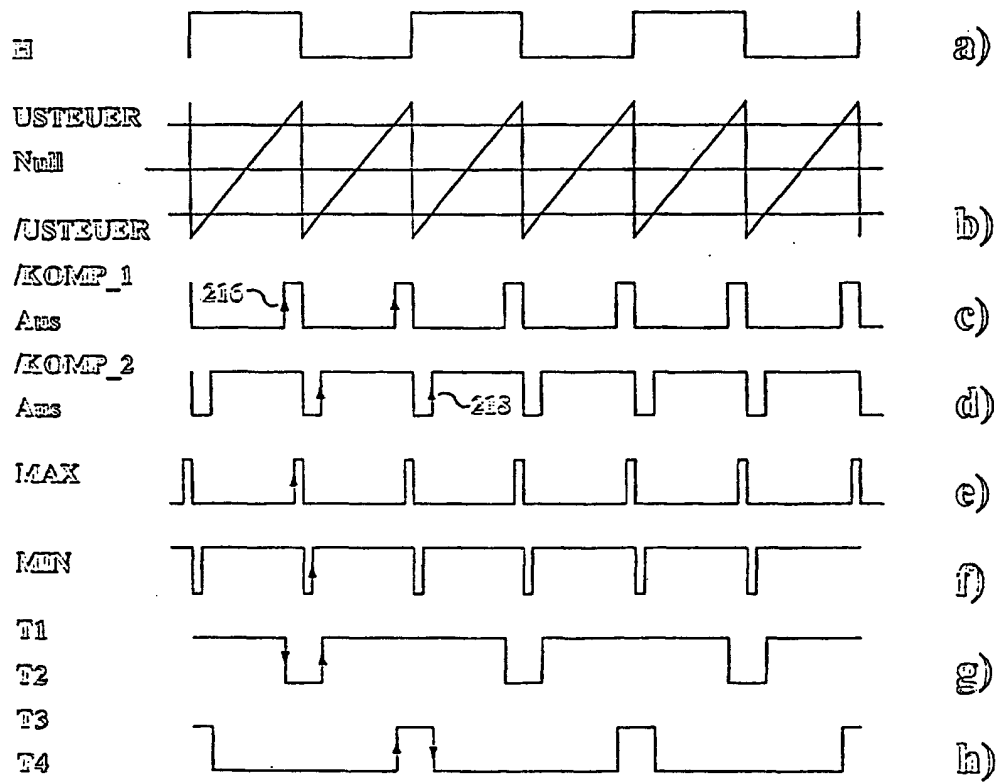 H
a)
USTEUER
Null
/USTEUER
b)
/KOMP_1
216
Aus
c)
/KOMP_2
Aus
218
d)
MAX
e)
MIN
f)
T1
T2
g)
T3
T4
h)